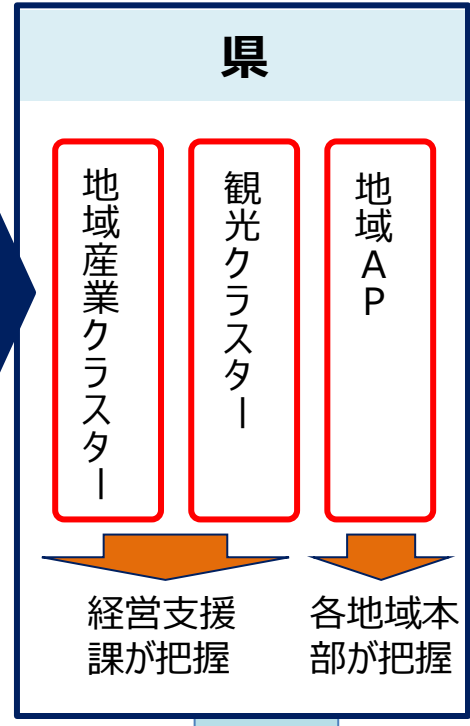 県
地域産業クラスター
観光クラスター
地域AP
経営支援
課が把握
各地域本
部が把握